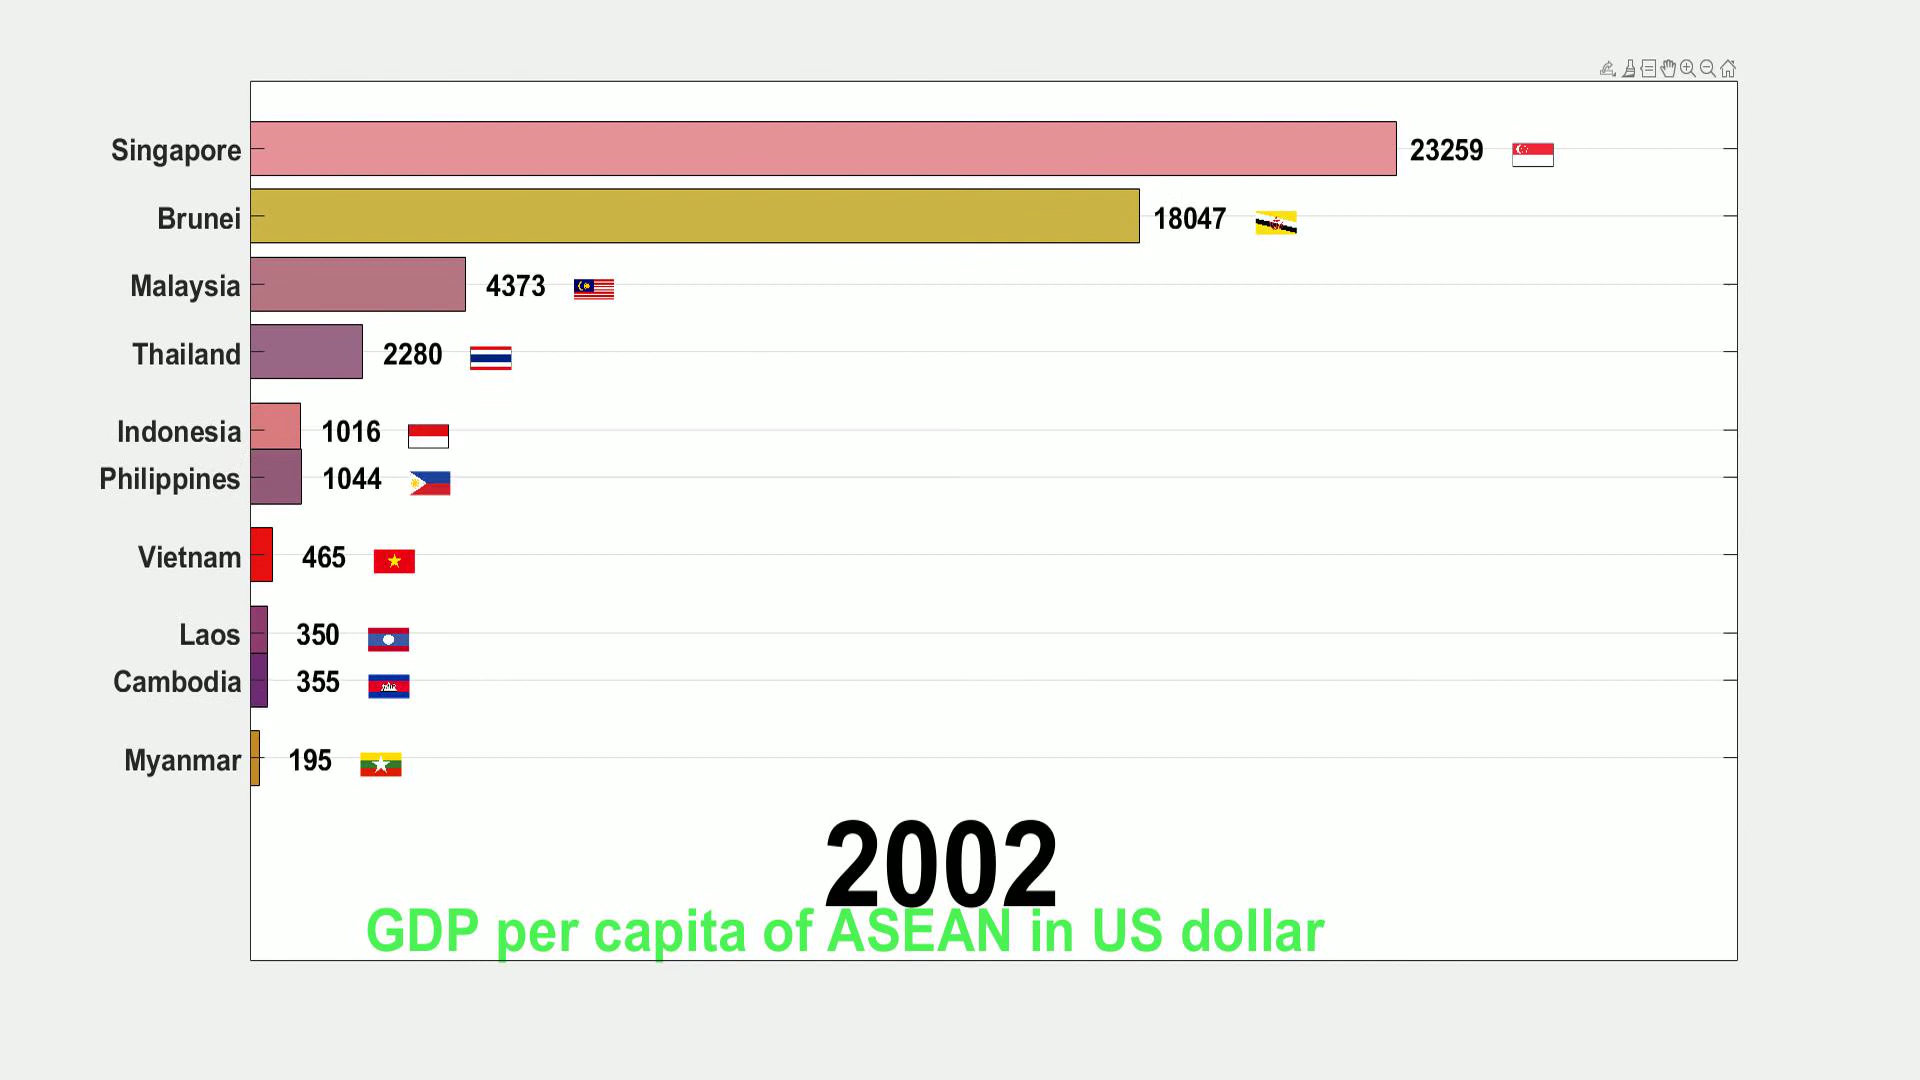 Singapore 23259
Brunei 18047
Malaysia 4373
Thailand 2280
Indonesia 1016
Philippines 1044
Vietnam 465
Laos 350
Cambodia 355
Myanmar 195
2002
GDP per capita of ASEAN in US dollar